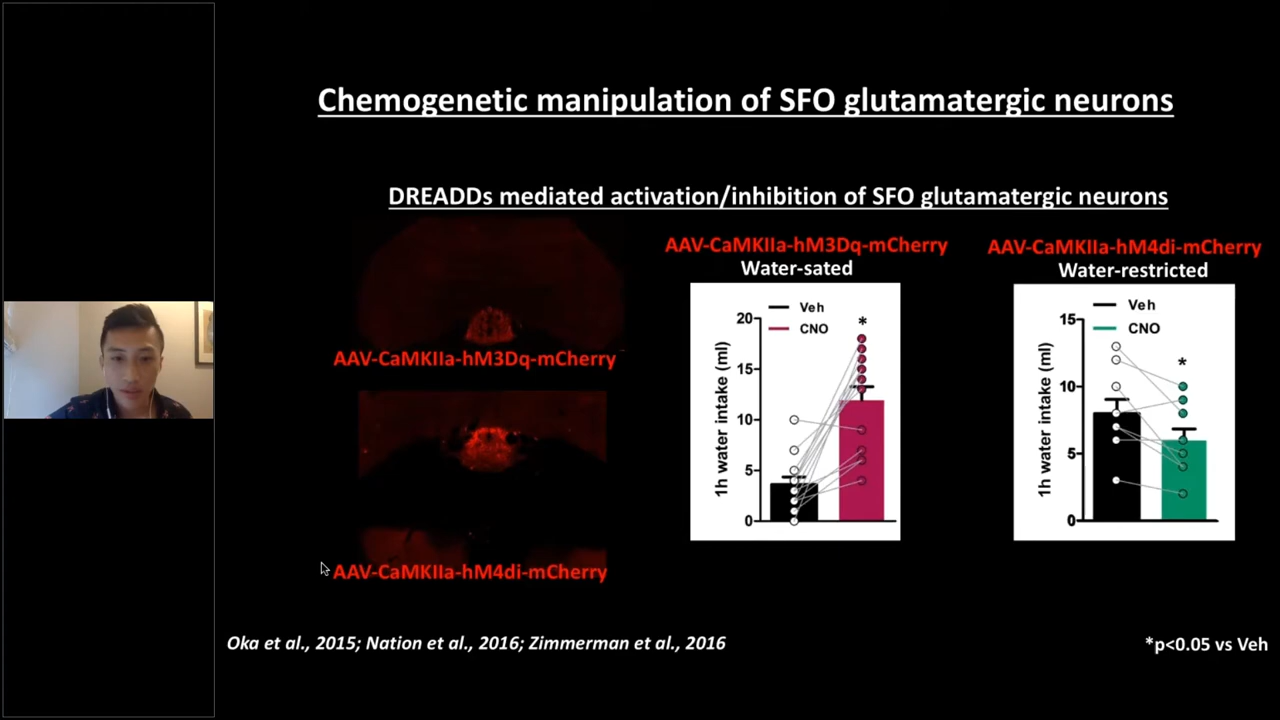 Chemogenetic manipulation of SFO glutamatergic neurons
DREADDs mediated activation/inhibition of SFO glutamatergic neurons
AAV-CaMKIIa-hM3Dq-mCherry
AAV-CaMKIIa-hM4di-mCherry
AAV-CaMKIIa-hM3Dq-mCherry
Water-sated
Veh
CNO
*
1h water intake (ml)
20
15
10
5
0
AAV-CaMKIIa-hM4di-mCherry
Water-restricted
Veh
CNO
*
1h water intake (ml)
15
10
5
0
Oka et al., 2015; Nation et al., 2016; Zimmerman et al., 2016
*p<0.05 vs Veh